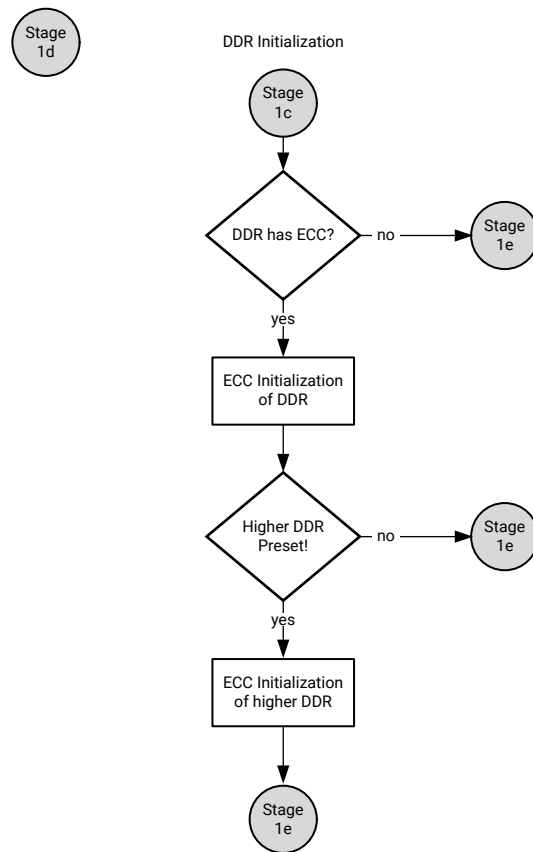 Stage
1d
DDR Initialization
Stage
1c
DDR has ECC?
no
Stage
1e
yes
ECC Initialization
of DDR
Higher DDR
Preset!
no
Stage
1e
yes
ECC Initialization
of higher DDR
Stage
1e